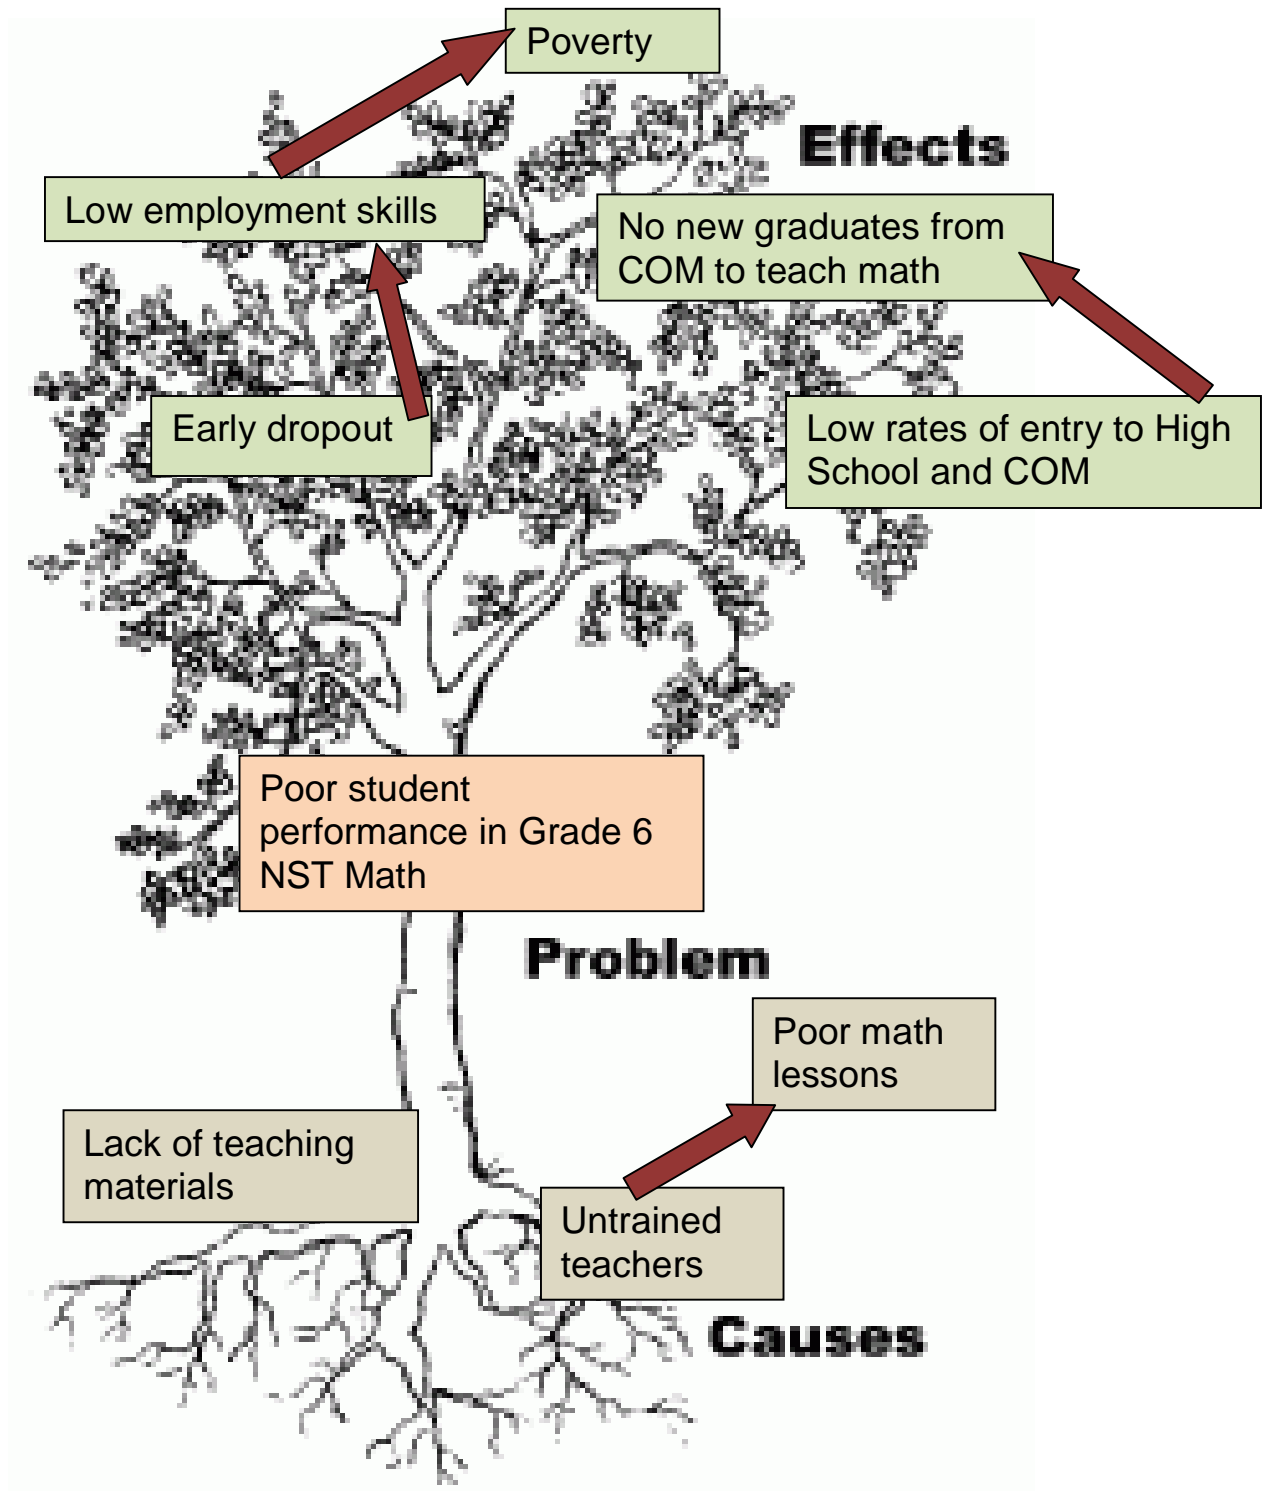 Poverty
Effects
Low employment skills
No new graduates from
COM to teach math
Early dropout
Low rates of entry to High
School and COM
Poor student
performance in Grade 6
NST Math
Problem
Poor math
lessons
Lack of teaching
materials
Untrained
teachers
Causes